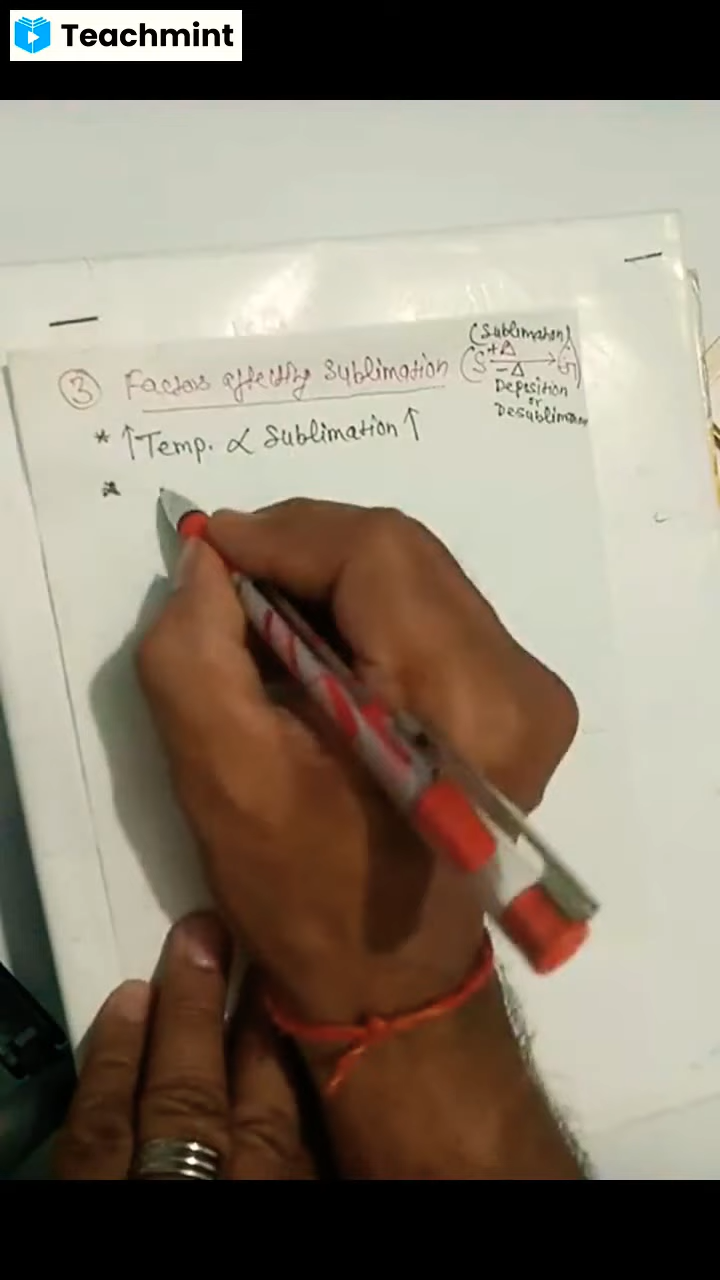 Teachmint
(Sublimation)
③ Factors affecting Sublimation (S +Δ → G)
-Δ
Deposition
or
Desublimation
* ↑Temp. ∝ Sublimation ↑
*